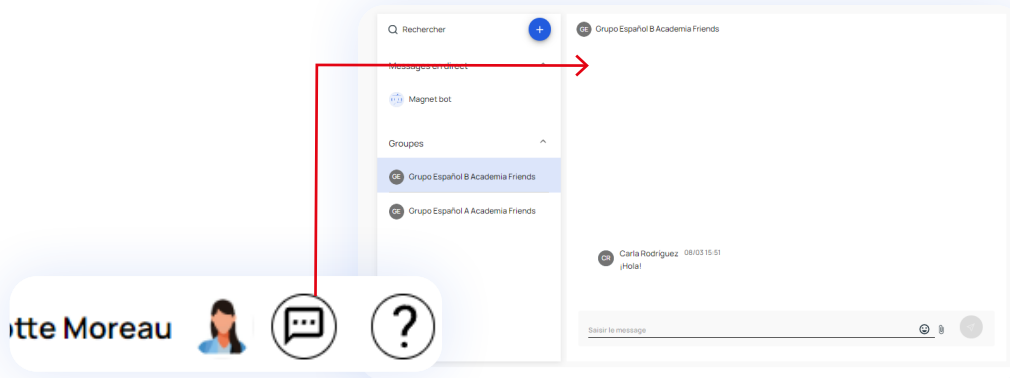 Rechercher
+
GE Grupo Español B Academia Friends
Messages en direct
Magnet bot
Groupes
GE Grupo Español B Academia Friends
GE Grupo Español A Academia Friends
CR Carla Rodríguez 08/03 15:51
¡Hola!
otte Moreau
?
Saisir le message